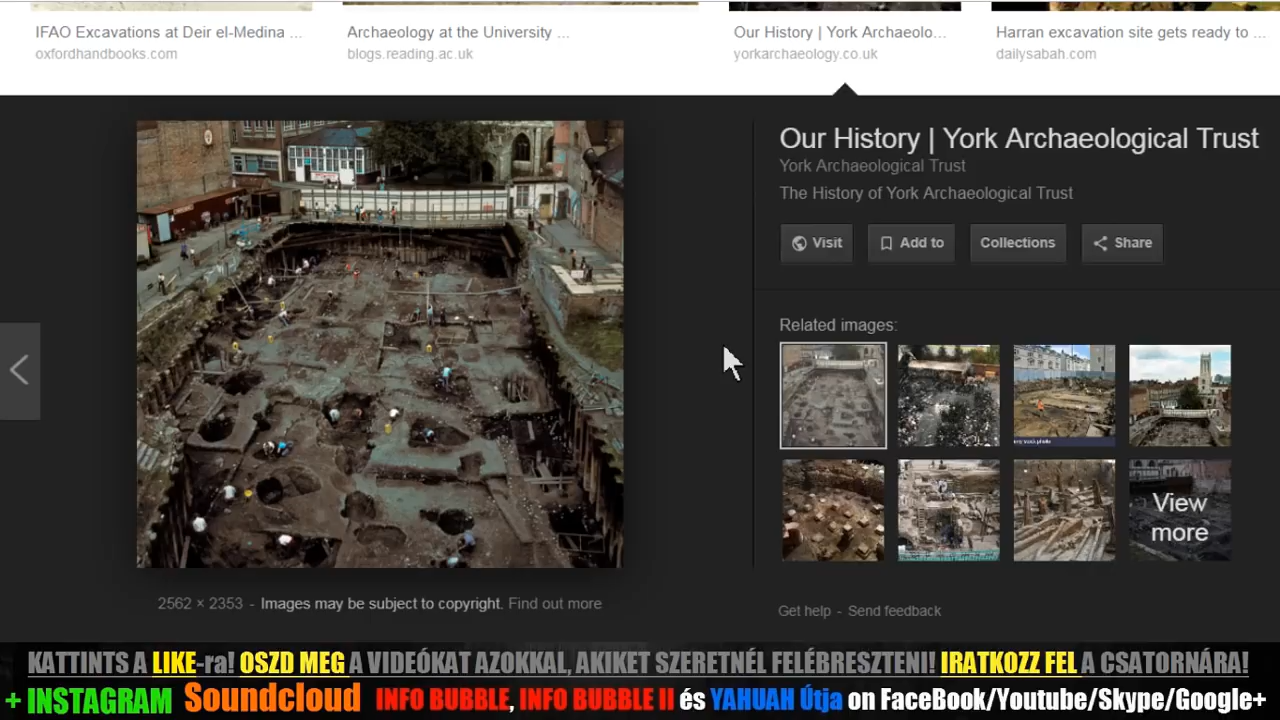 IFAO Excavations at Deir el-Medina ...
oxfordhandbooks.com
Archaeology at the University ...
blogs.reading.ac.uk
Our History | York Archaeolo...
yorkarchaeology.co.uk
Harran excavation site gets ready to ...
dailysabah.com
Our History | York Archaeological Trust
York Archaeological Trust
The History of York Archaeological Trust
Visit
Add to
Collections
Share
Related images:
View
more
2562 × 2353 - Images may be subject to copyright. Find out more
Get help - Send feedback
KATTINTS A LIKE-ra! OSZD MEG A VIDEÓKAT AZOKKAL, AKIKET SZERETNÉL FELÉBRESZTENI! IRATKOZZ FEL A CSATORNÁRA!
+ INSTAGRAM Soundcloud INFO BUBBLE, INFO BUBBLE II és YAHUAH Útja on FaceBook/Youtube/Skype/Google+